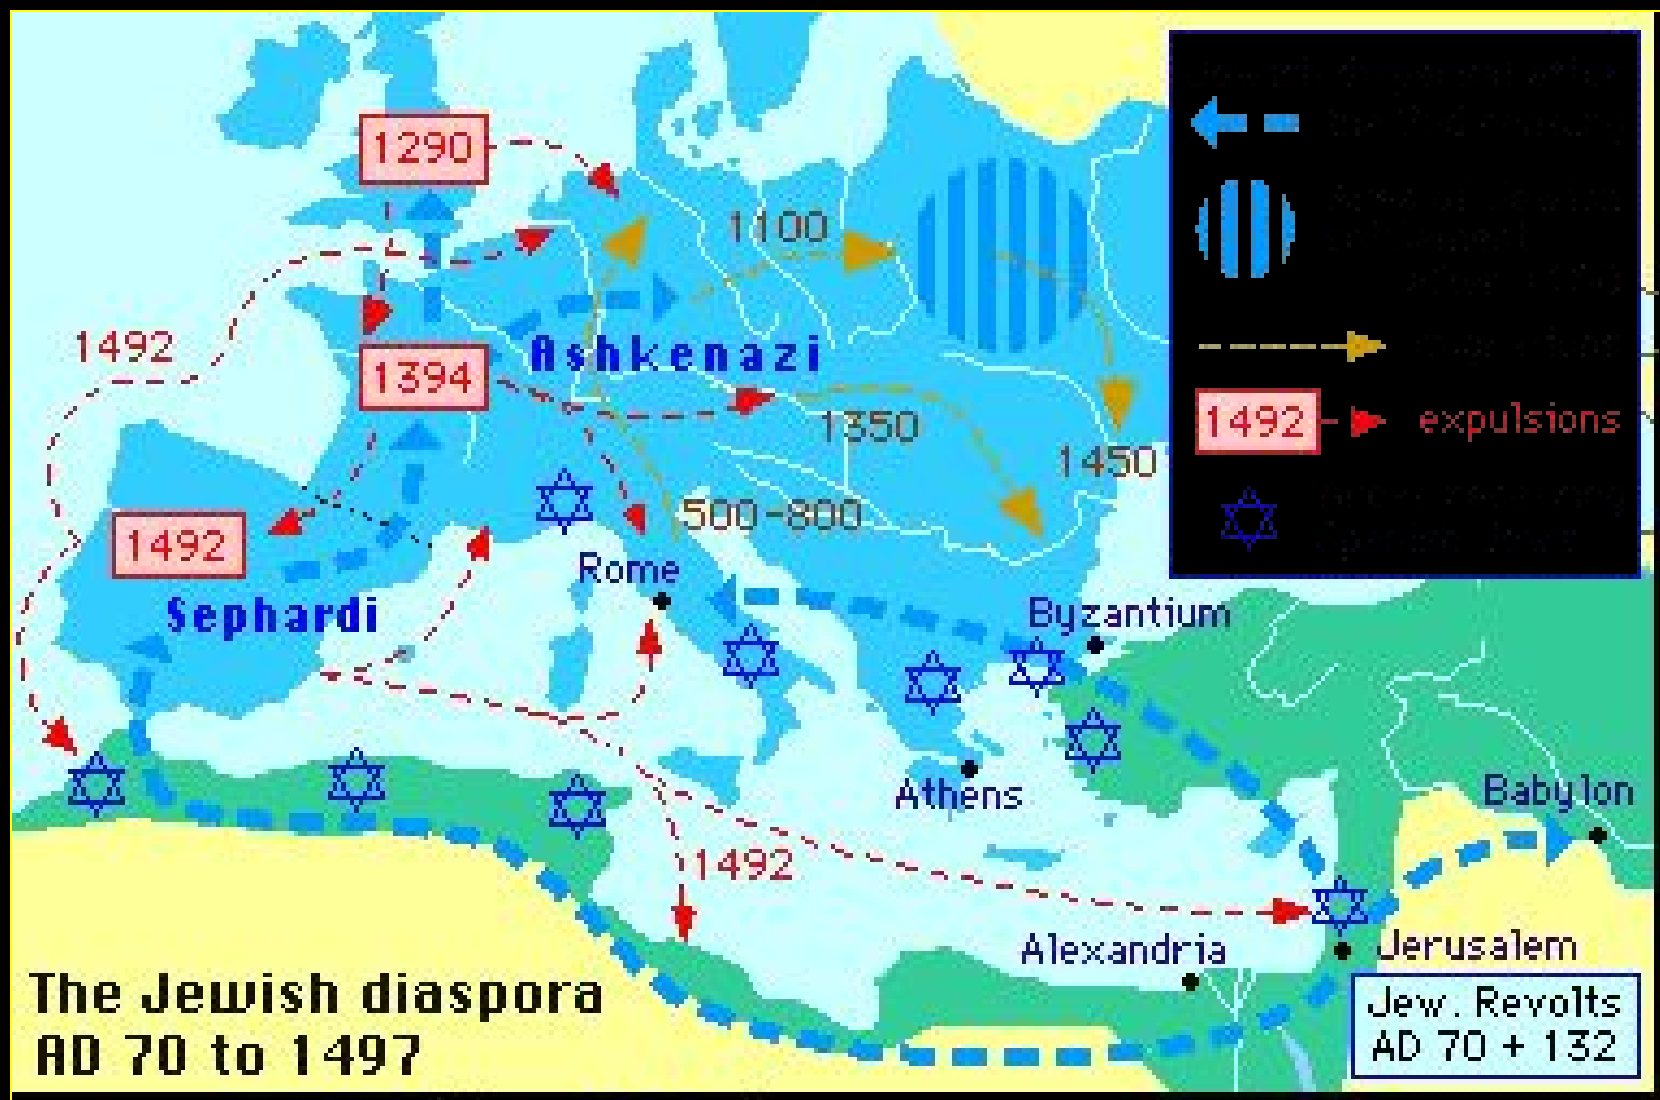 1290
1100
1492
Ashkenazi
1394
1350
1450
500-800
1492
Rome
Sephardi
Byzantium
Athens
Babylon
1492
Alexandria
Jerusalem
The Jewish diaspora
AD 70 to 1497
Jew. Revolts
AD 70 + 132
1492
expulsions